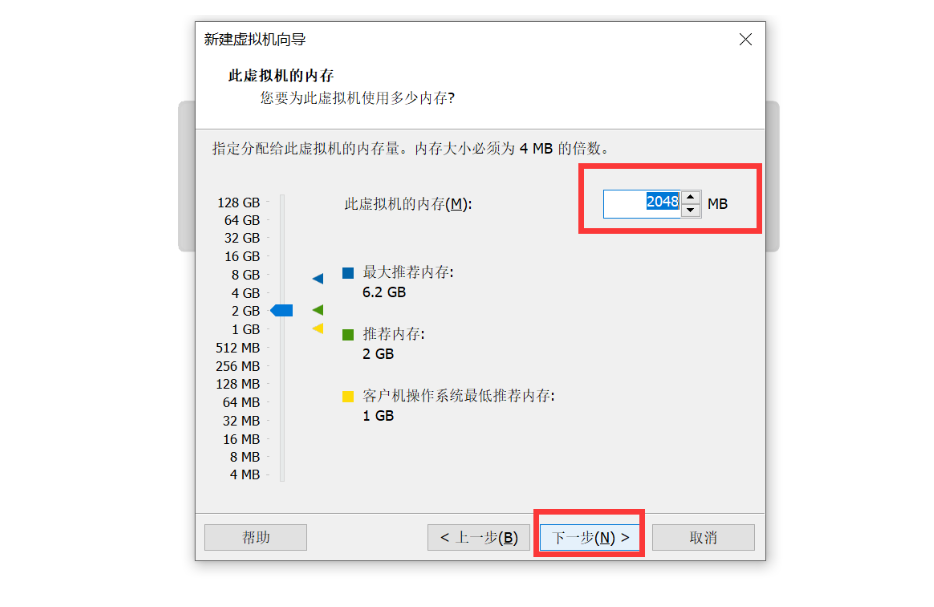 新建虚拟机向导
此虚拟机的内存
您要为此虚拟机使用多少内存?
指定分配给此虚拟机的内存量。内存大小必须为 4 MB 的倍数。
128 GB
64 GB
32 GB
16 GB
8 GB
4 GB
2 GB
1 GB
512 MB
256 MB
128 MB
64 MB
32 MB
16 MB
8 MB
4 MB
此虚拟机的内存(M):
2048 MB
最大推荐内存:
6.2 GB
推荐内存:
2 GB
客户机操作系统最低推荐内存:
1 GB
帮助
< 上一步(B)
下一步(N) >
取消